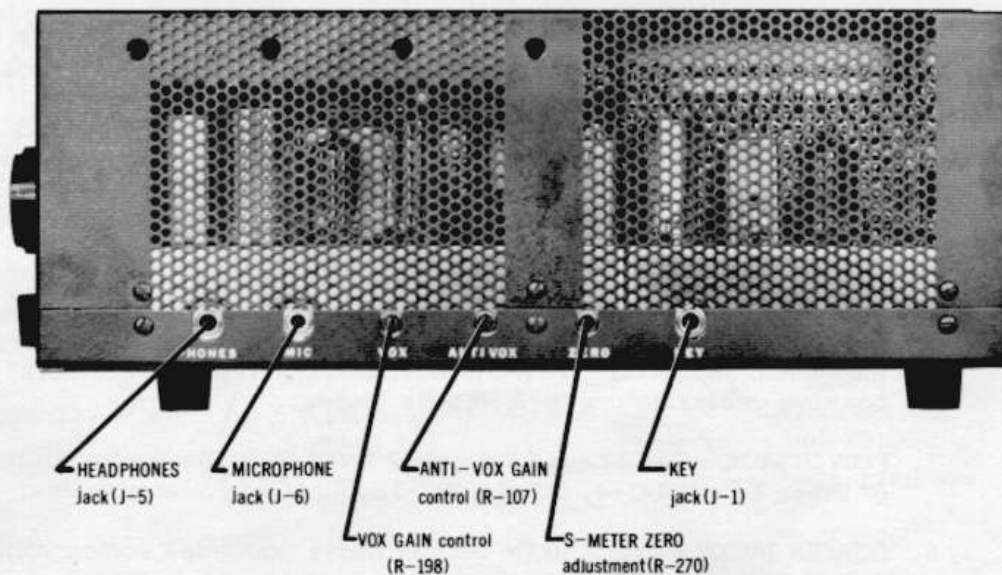 PHONES MIC VOX ANTI VOX ZERO KEY
HEADPHONES
jack(J-5)
MICROPHONE
jack(J-6)
ANTI-VOX GAIN
control (R-107)
KEY
jack(J-1)
VOX GAIN control
(R-198)
S-METER ZERO
adjustment(R-270)